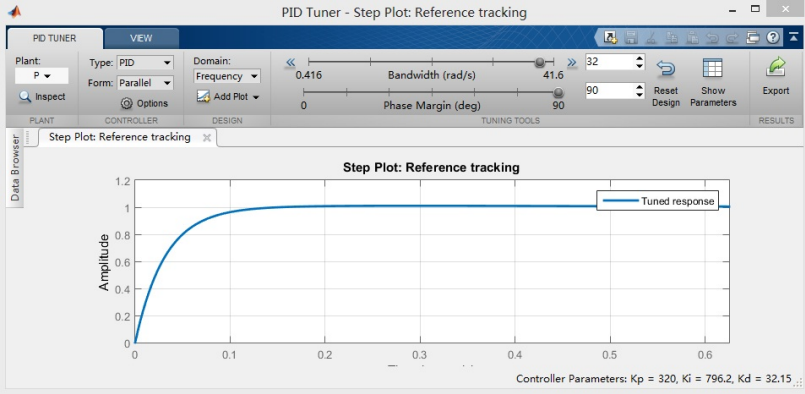 PID Tuner - Step Plot: Reference tracking
PID TUNER VIEW
Plant: Type: PID Domain: 32
P Frequency 0.416 Bandwidth (rad/s) 41.6
Form: Parallel 90 Reset Show Export
Inspect Options Add Plot 0 Phase Margin (deg) 90 Design Parameters
PLANT CONTROLLER DESIGN TUNING TOOLS RESULTS
Step Plot: Reference tracking
Data Browser
Step Plot: Reference tracking
Tuned response
Amplitude
1.2
1
0.8
0.6
0.4
0.2
0
0 0.1 0.2 0.3 0.4 0.5 0.6
Controller Parameters: Kp = 320, Ki = 796.2, Kd = 32.15